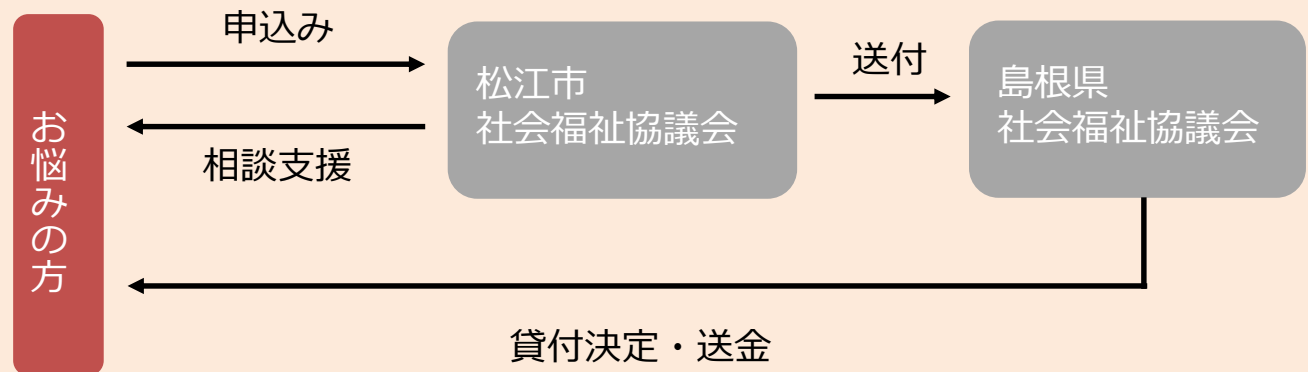 お悩みの方
申込み
相談支援
松江市
社会福祉協議会
送付
島根県
社会福祉協議会
貸付決定・送金